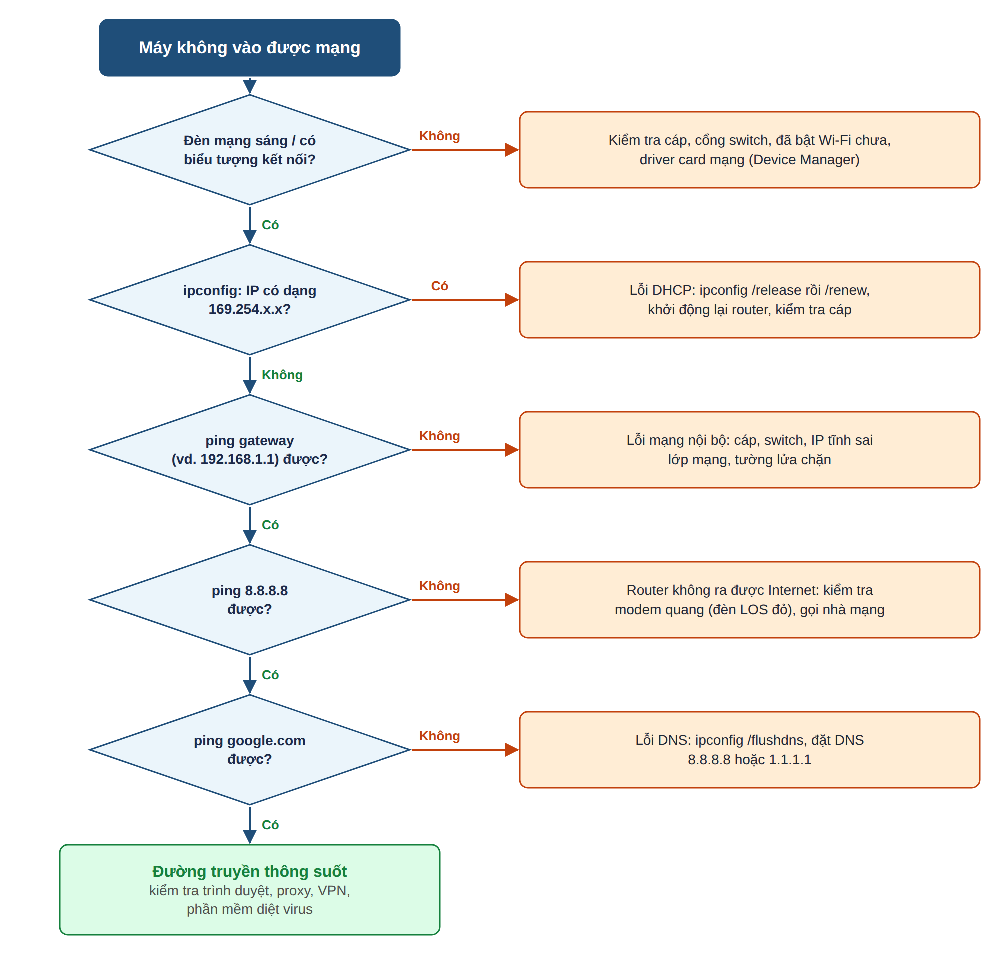 Máy không vào được mạng
Đèn mạng sáng / có
biểu tượng kết nối?
Không
Kiểm tra cáp, cổng switch, đã bật Wi-Fi chưa,
driver card mạng (Device Manager)
Có
ipconfig: IP có dạng
169.254.x.x?
Có
Lỗi DHCP: ipconfig /release rồi /renew,
khởi động lại router, kiểm tra cáp
Không
ping gateway
(vd. 192.168.1.1) được?
Không
Lỗi mạng nội bộ: cáp, switch, IP tĩnh sai
lớp mạng, tường lửa chặn
Có
ping 8.8.8.8
được?
Không
Router không ra được Internet: kiểm tra
modem quang (đèn LOS đỏ), gọi nhà mạng
Có
ping google.com
được?
Không
Lỗi DNS: ipconfig /flushdns, đặt DNS
8.8.8.8 hoặc 1.1.1.1
Có
Đường truyền thông suốt
kiểm tra trình duyệt, proxy, VPN,
phần mềm diệt virus